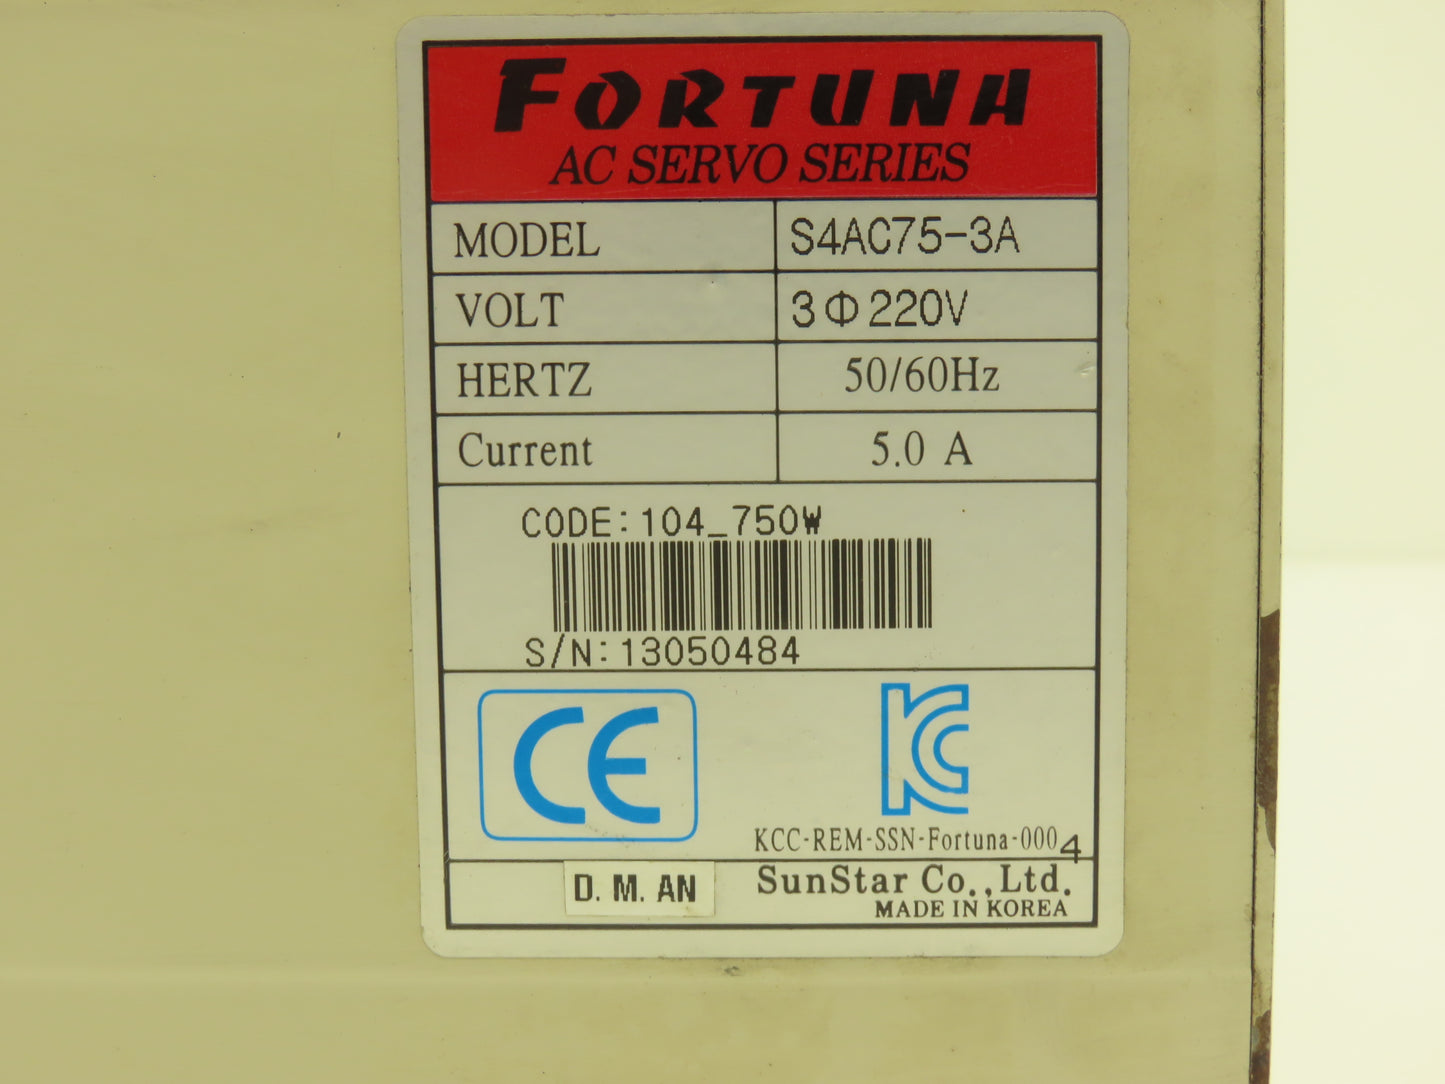 FORTUNA
AC SERVO SERIES
MODEL S4AC75-3A
VOLT 3Φ220V
HERTZ 50/60Hz
Current 5.0 A
CODE:104_750W
S/N:13050484
CE KC
KCC-REM-SSN-Fortuna-0004
D. M. AN SunStar Co.,Ltd.
MADE IN KOREA